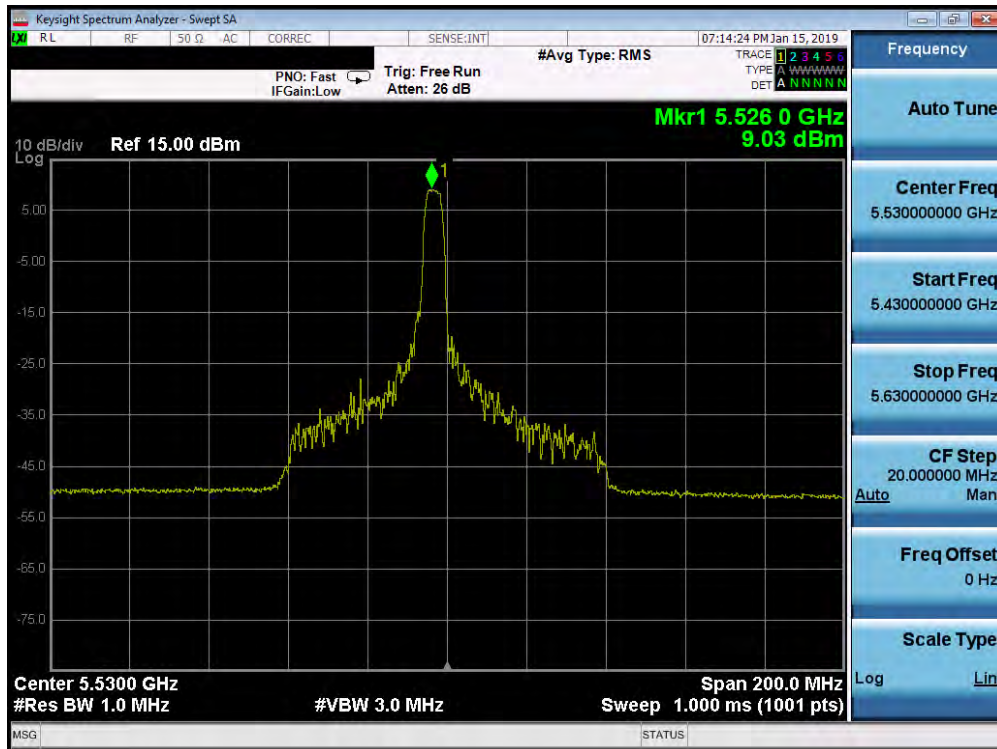 Keysight Spectrum Analyzer - Swept SA
LXI RL RF 50 Ω AC CORREC SENSE:INT 07:14:24 PM Jan 15, 2019
#Avg Type: RMS TRACE 1 2 3 4 5 6
PNO: Fast Trig: Free Run TYPE A WWWWW
IFGain:Low Atten: 26 dB DET A N N N N N
Mkr1 5.526 0 GHz
10 dB/div Ref 15.00 dBm 9.03 dBm
Log
1
5.00
-5.00
-15.0
-25.0
-35.0
-45.0
-55.0
-65.0
-75.0
Center 5.5300 GHz Span 200.0 MHz
#Res BW 1.0 MHz #VBW 3.0 MHz Sweep 1.000 ms (1001 pts)
MSG STATUS
Frequency
Auto Tune
Center Freq
5.530000000 GHz
Start Freq
5.430000000 GHz
Stop Freq
5.630000000 GHz
CF Step
20.000000 MHz
Auto Man
Freq Offset
0 Hz
Scale Type
Log Lin